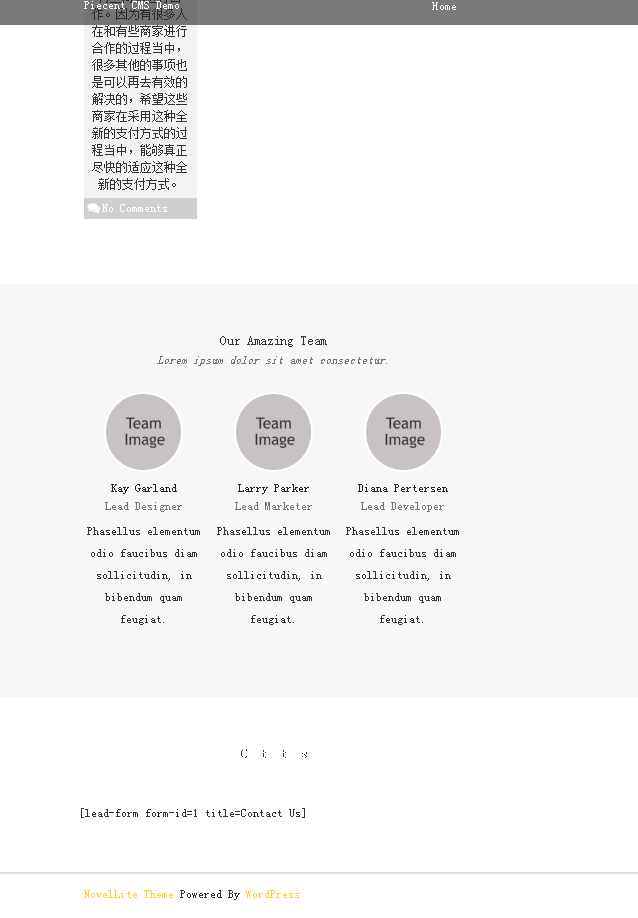 Piecent CMS Demo
Home
作。因为有很多人
在和有些商家进行
合作的过程当中，
很多其他的事项也
是可以再去有效的
解决的，希望这些
商家在采用这种全
新的支付方式的过
程当中，能够真正
尽快的适应这种全
新的支付方式。
No Comments
Our Amazing Team
Lorem ipsum dolor sit amet consectetur.
Team
Image
Team
Image
Team
Image
Kay Garland
Larry Parker
Diana Pertersen
Lead Designer
Lead Marketer
Lead Developer
Phasellus elementum
odio faucibus diam
sollicitudin, in
bibendum quam
feugiat.
Phasellus elementum
odio faucibus diam
sollicitudin, in
bibendum quam
feugiat.
Phasellus elementum
odio faucibus diam
sollicitudin, in
bibendum quam
feugiat.
[lead-form form-id=1 title=Contact Us]
NovelLite Theme Powered By WordPress